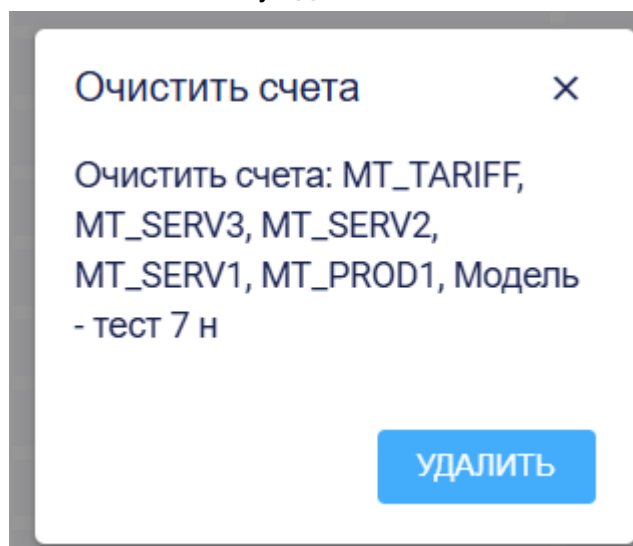 Очистить счета
Очистить счета: MT_TARIFF,
MT_SERV3, MT_SERV2,
MT_SERV1, MT_PROD1, Модель
- тест 7 н
УДАЛИТЬ